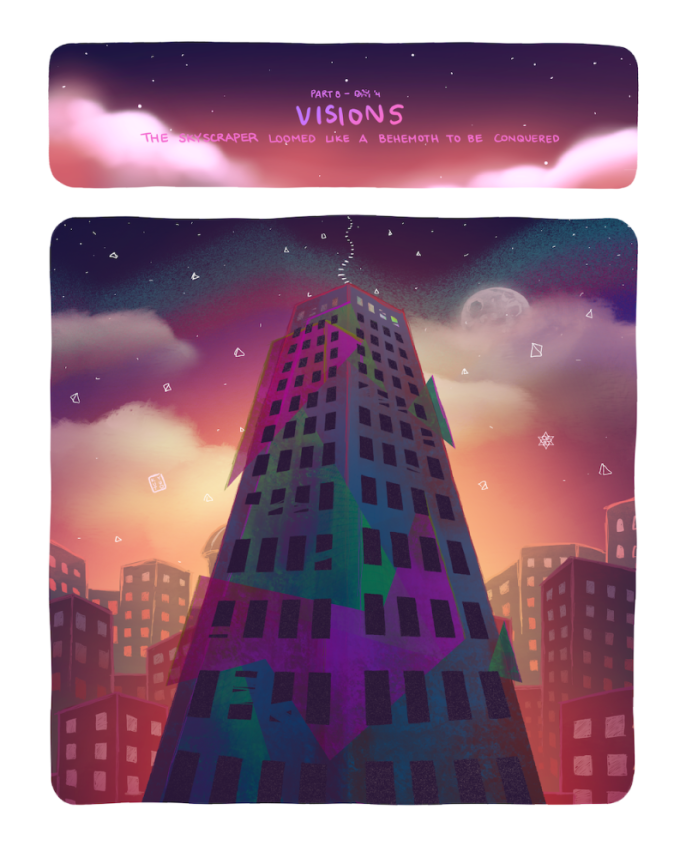 PART 8 - DAY 4
VISIONS
THE SKYSCRAPER LOOMED LIKE A BEHEMOTH TO BE CONQUERED